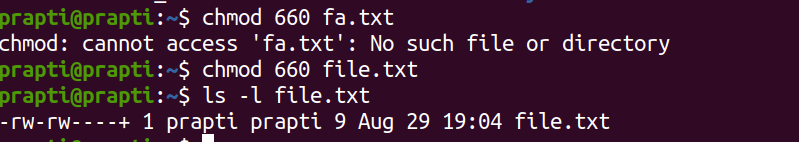 prapti@prapti:~$ chmod 660 fa.txt
chmod: cannot access 'fa.txt': No such file or directory
prapti@prapti:~$ chmod 660 file.txt
prapti@prapti:~$ ls -l file.txt
-rw-rw----+ 1 prapti prapti 9 Aug 29 19:04 file.txt
prapti@prapti:~$